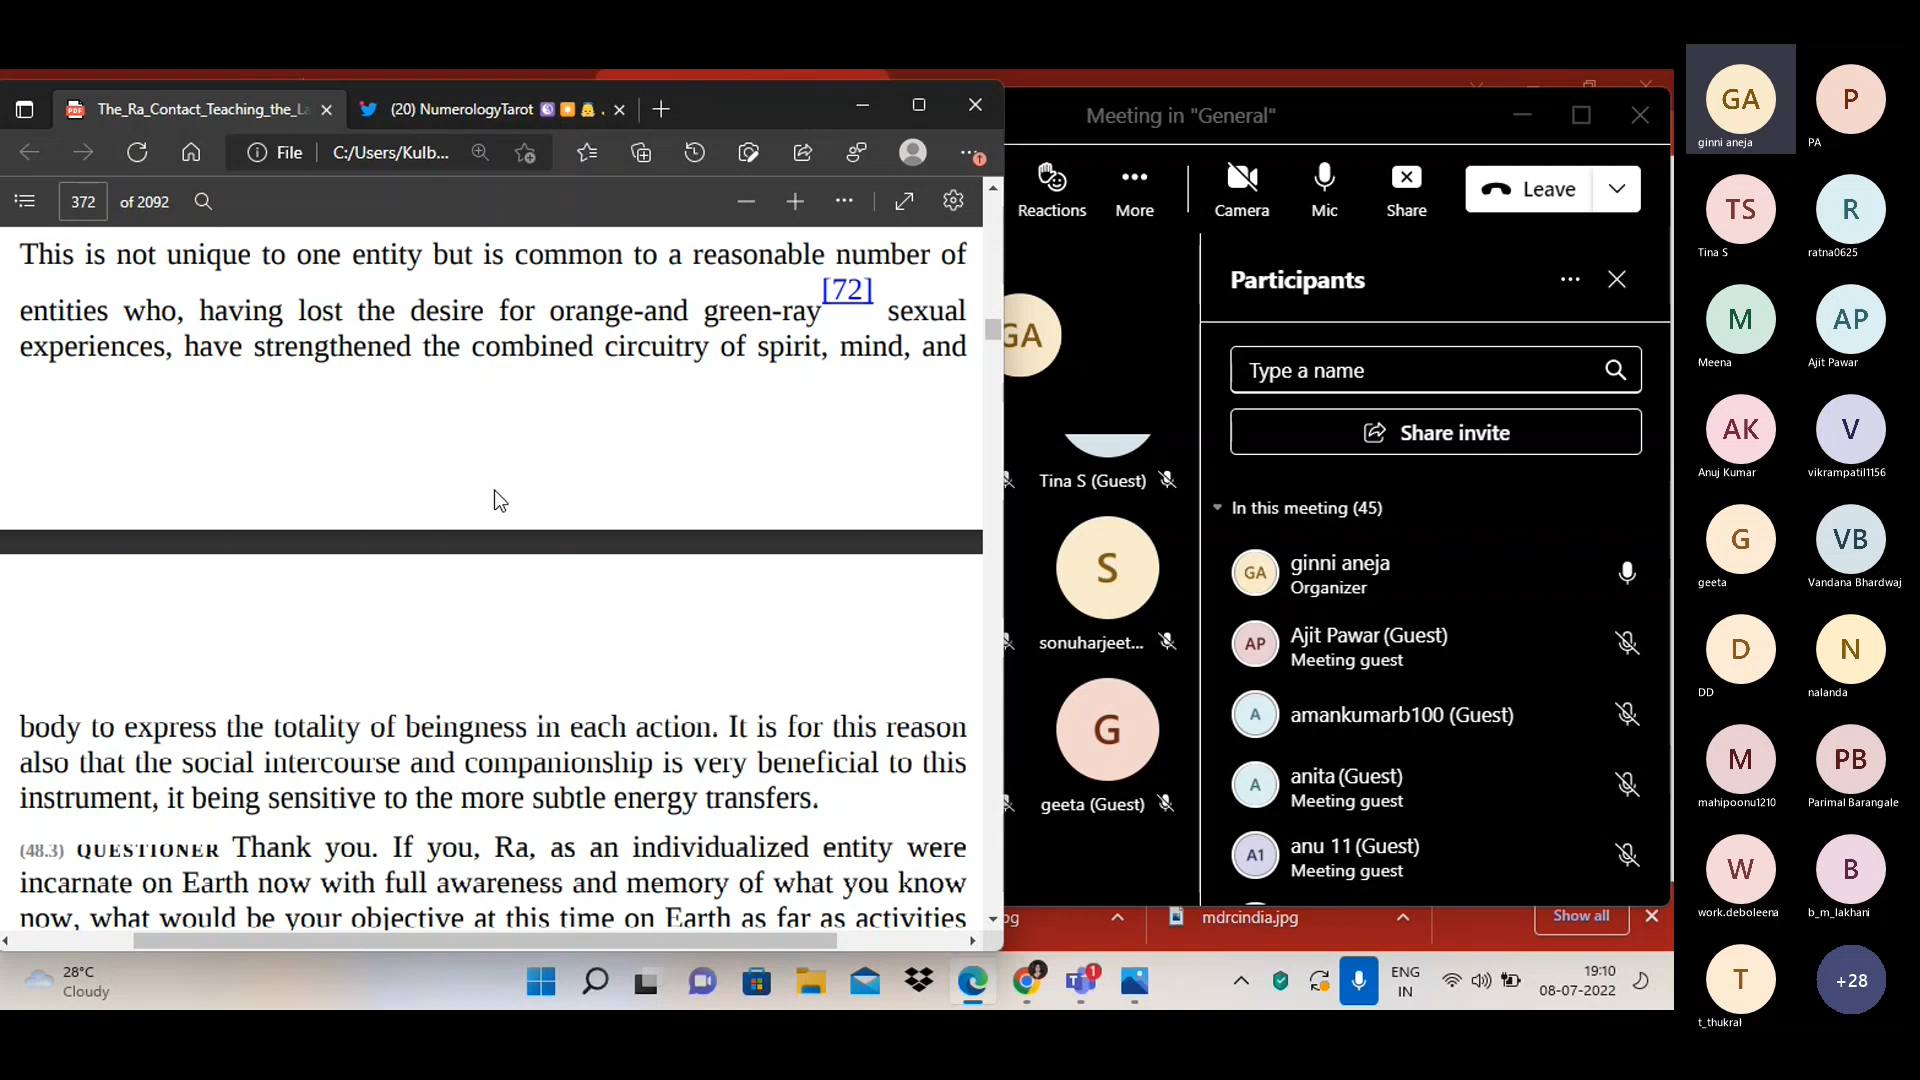 The_Ra_Contact_Teaching_the_La
(20) NumerologyTarot
File
C:/Users/Kulb...
372 of 2092
This is not unique to one entity but is common to a reasonable number of
entities who, having lost the desire for orange-and green-ray[72] sexual
experiences, have strengthened the combined circuitry of spirit, mind, and
body to express the totality of beingness in each action. It is for this reason
also that the social intercourse and companionship is very beneficial to this
instrument, it being sensitive to the more subtle energy transfers.
(48.3) QUESTIONER Thank you. If you, Ra, as an individualized entity were
incarnate on Earth now with full awareness and memory of what you know
now, what would be your objective at this time on Earth as far as activities
Meeting in "General"
Reactions
More
Camera
Mic
Share
Leave
GA
Tina S (Guest)
S
sonuharjeet...
G
geeta (Guest)
Participants
Type a name
Share invite
In this meeting (45)
GA
ginni aneja
Organizer
AP
Ajit Pawar (Guest)
Meeting guest
A
amankumarb100 (Guest)
A
anita (Guest)
Meeting guest
A1
anu 11 (Guest)
Meeting guest
mdrcindia.jpg
Show all
28°C
Cloudy
1
ENG
IN
19:10
08-07-2022
GA
ginni aneja
P
PA
TS
Tina S
R
ratna0625
M
Meena
AP
Ajit Pawar
AK
Anuj Kumar
V
vikrampatil1156
G
geeta
VB
Vandana Bhardwaj
D
DD
N
nalanda
M
mahipoonu1210
PB
Parimal Barangale
W
work.deboleena
B
b_m_lakhani
T
t_thukral
+28